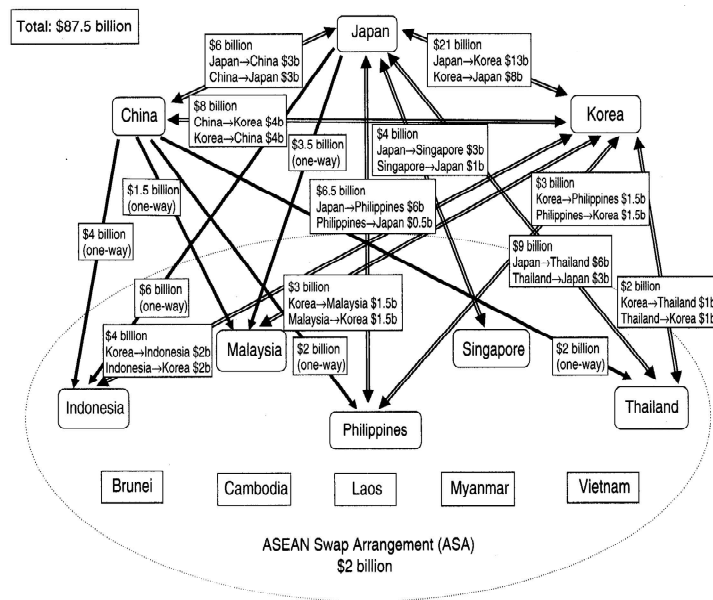 Total: $87.5 billion
Japan
$6 billion
Japan→China $3b
China→Japan $3b
$21 billion
Japan→Korea $13b
Korea→Japan $8b
China
$8 billion
China→Korea $4b
Korea→China $4b
Korea
$3.5 billion
(one-way)
$4 billion
Japan→Singapore $3b
Singapore→Japan $1b
$1.5 billion
(one-way)
$6.5 billion
Japan→Philippines $6b
Philippines→Japan $0.5b
$3 billion
Korea→Philippines $1.5b
Philippines→Korea $1.5b
$4 billion
(one-way)
$9 billion
Japan→Thailand $6b
Thailand→Japan $3b
$6 billion
(one-way)
$3 billion
Korea→Malaysia $1.5b
Malaysia→Korea $1.5b
$2 billion
Korea→Thailand $1b
Thailand→Korea $1b
$4 billion
Korea→Indonesia $2b
Indonesia→Korea $2b
Malaysia
$2 billion
(one-way)
Singapore
$2 billion
(one-way)
Indonesia
Philippines
Thailand
Brunei
Cambodia
Laos
Myanmar
Vietnam
ASEAN Swap Arrangement (ASA)
$2 billion